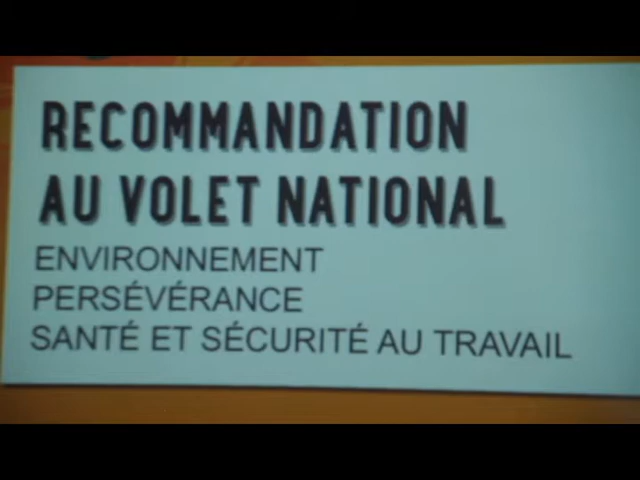 RECOMMANDATION
AU VOLET NATIONAL
ENVIRONNEMENT
PERSÉVÉRANCE
SANTÉ ET SÉCURITÉ AU TRAVAIL